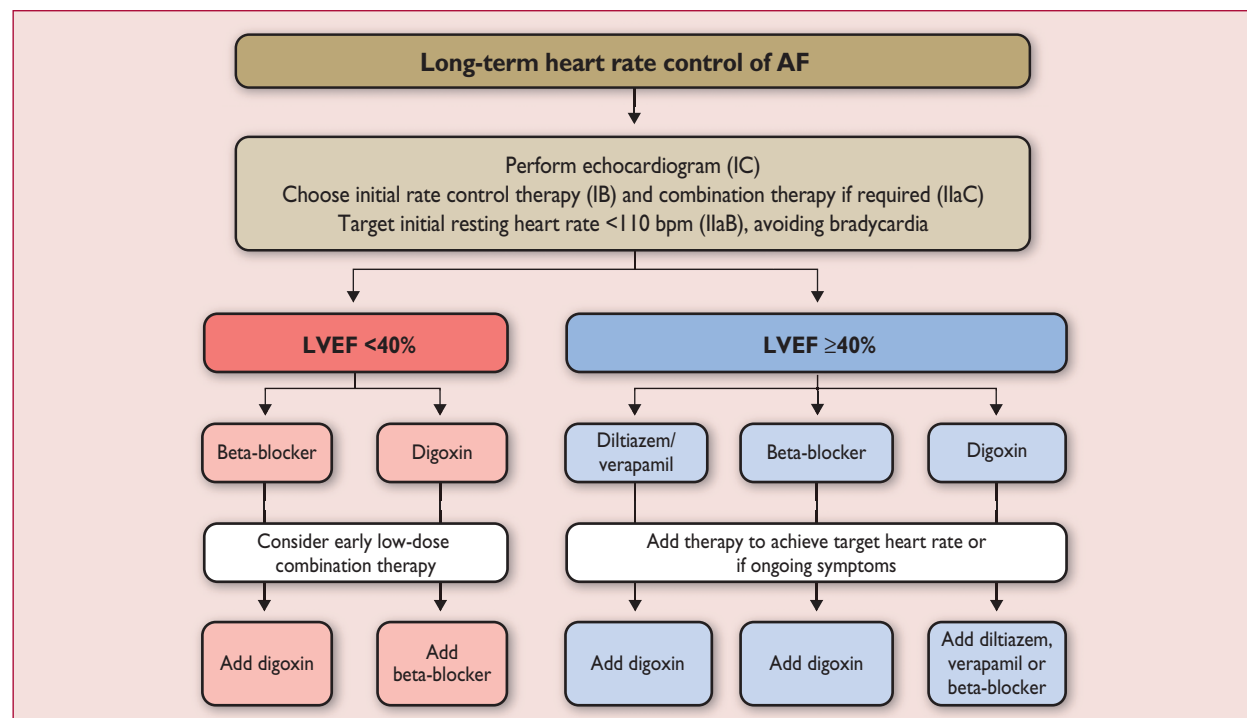 Long-term heart rate control of AF
Perform echocardiogram (IC)
Choose initial rate control therapy (IB) and combination therapy if required (IIaC)
Target initial resting heart rate <110 bpm (IIaB), avoiding bradycardia
LVEF <40%
LVEF ≥40%
Beta-blocker
Digoxin
Diltiazem/
verapamil
Beta-blocker
Digoxin
Consider early low-dose
combination therapy
Add therapy to achieve target heart rate or
if ongoing symptoms
Add digoxin
Add
beta-blocker
Add digoxin
Add digoxin
Add diltiazem,
verapamil or
beta-blocker